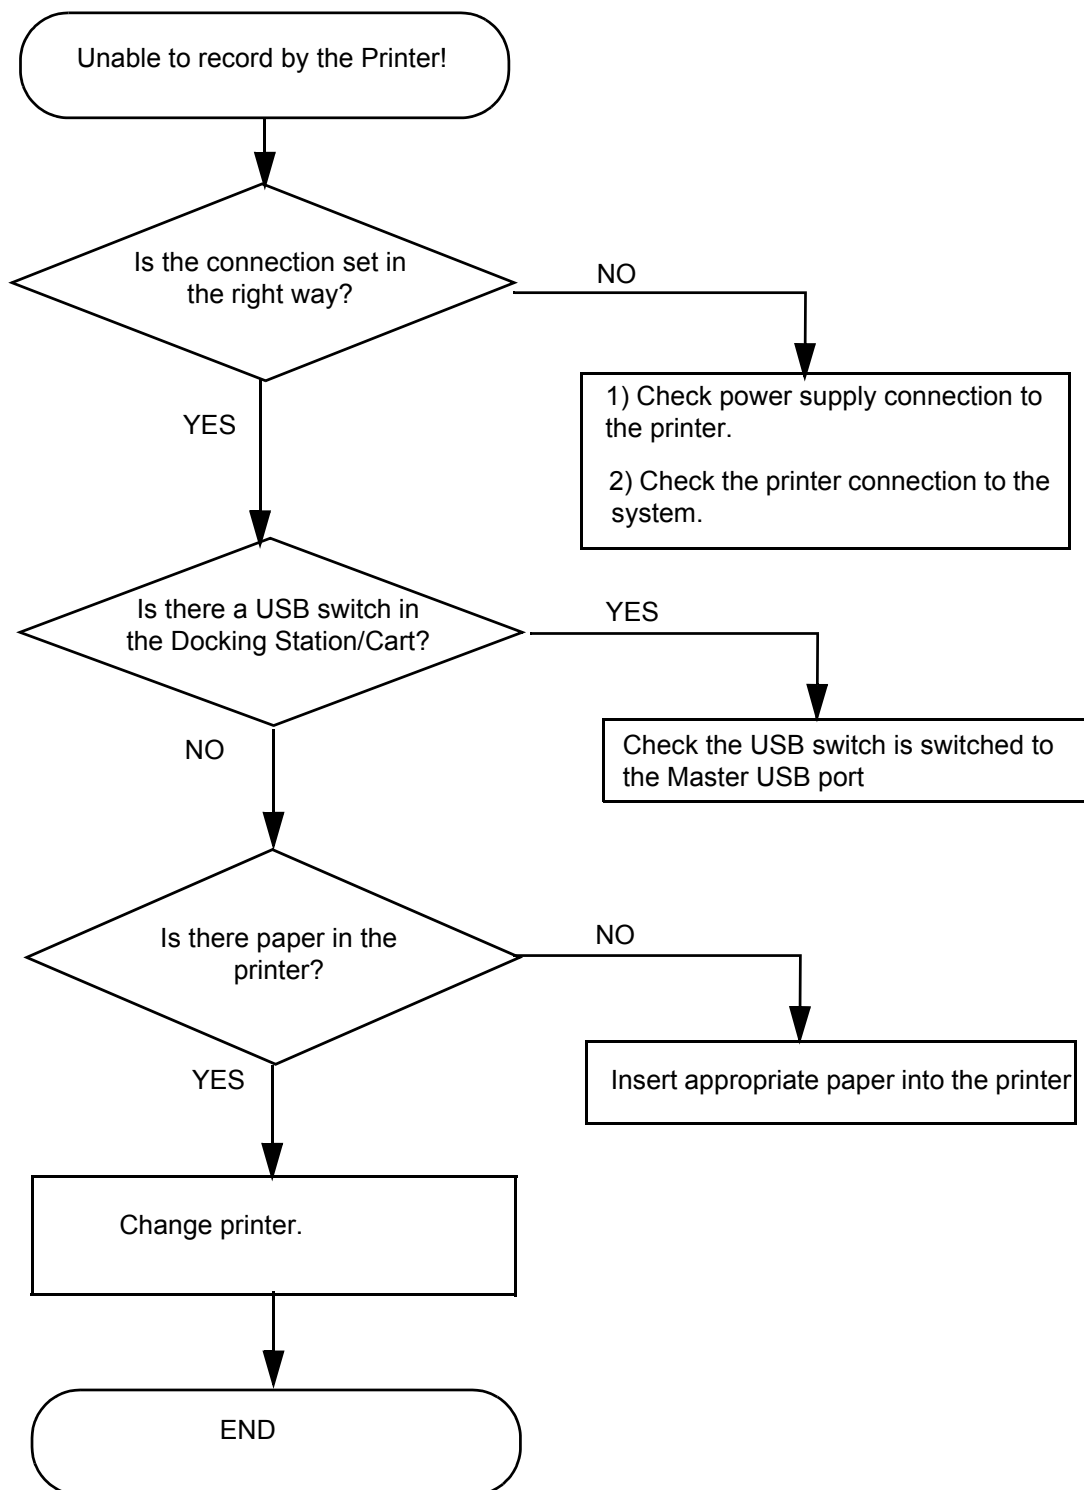 Unable to record by the Printer!
Is the connection set in
the right way?
NO
1) Check power supply connection to
the printer.
2) Check the printer connection to the
system.
YES
Is there a USB switch in
the Docking Station/Cart?
YES
Check the USB switch is switched to
the Master USB port
NO
Is there paper in the
printer?
NO
Insert appropriate paper into the printer
YES
Change printer.
END